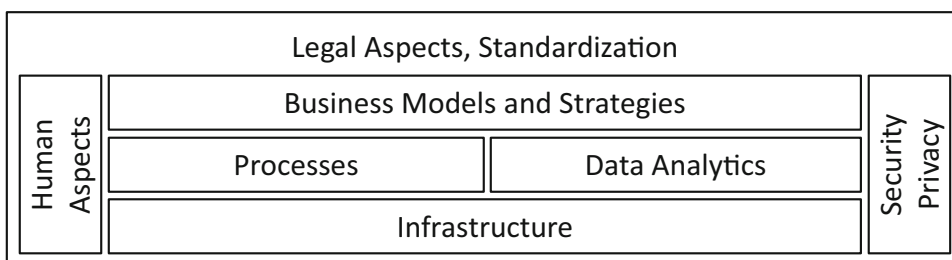 Legal Aspects, Standardization
Human
Aspects
Business Models and Strategies
Processes
Data Analytics
Infrastructure
Security
Privacy